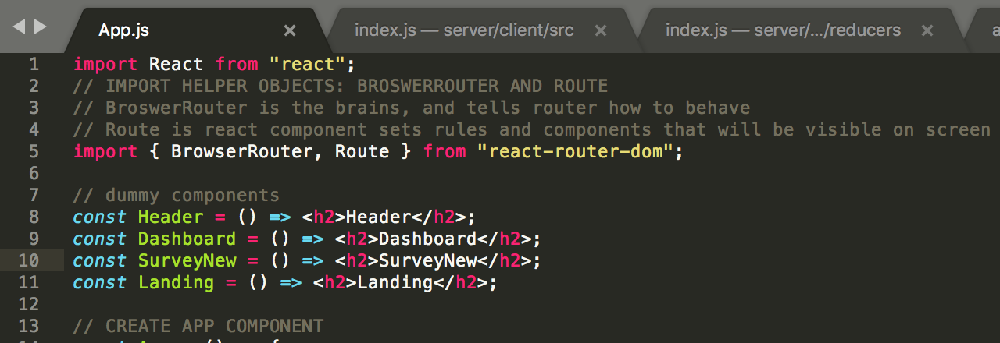 App.js × index.js — server/client/src × index.js — server/.../reducers ×
1 import React from "react";
2 // IMPORT HELPER OBJECTS: BROSWERROUTER AND ROUTE
3 // BroswerRouter is the brains, and tells router how to behave
4 // Route is react component sets rules and components that will be visible on screen
5 import { BrowserRouter, Route } from "react-router-dom";
6
7 // dummy components
8 const Header = () => <h2>Header</h2>;
9 const Dashboard = () => <h2>Dashboard</h2>;
10 const SurveyNew = () => <h2>SurveyNew</h2>;
11 const Landing = () => <h2>Landing</h2>;
12
13 // CREATE APP COMPONENT